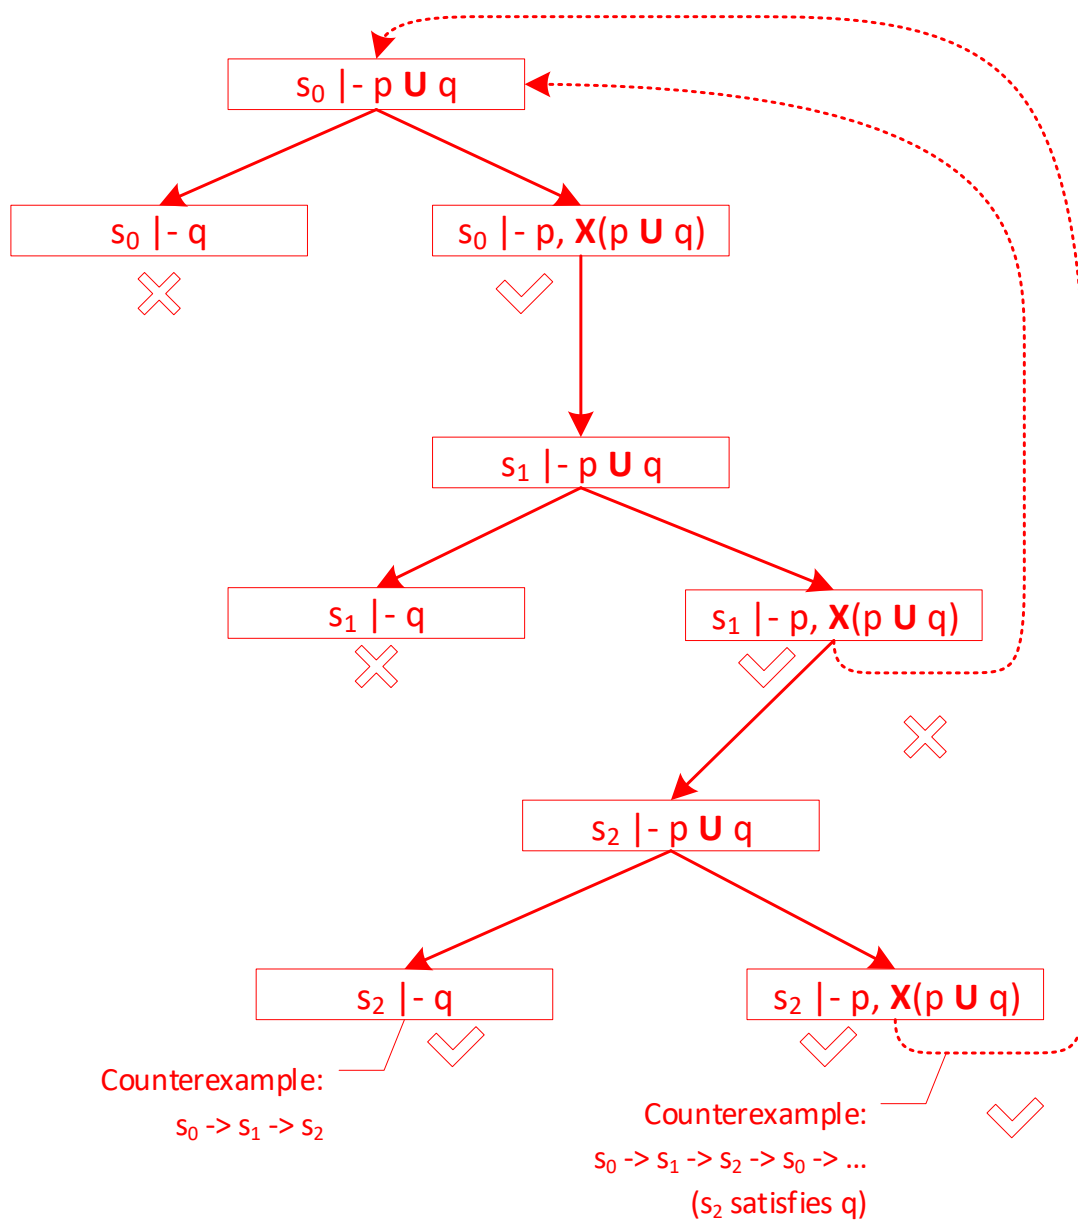 s₀ |- p U q
s₀ |- q
s₀ |- p, X(p U q)
s₁ |- p U q
s₁ |- q
s₁ |- p, X(p U q)
s₂ |- p U q
s₂ |- q
s₂ |- p, X(p U q)
Counterexample:
s₀ -> s₁ -> s₂
Counterexample:
s₀ -> s₁ -> s₂ -> s₀ -> ...
(s₂ satisfies q)